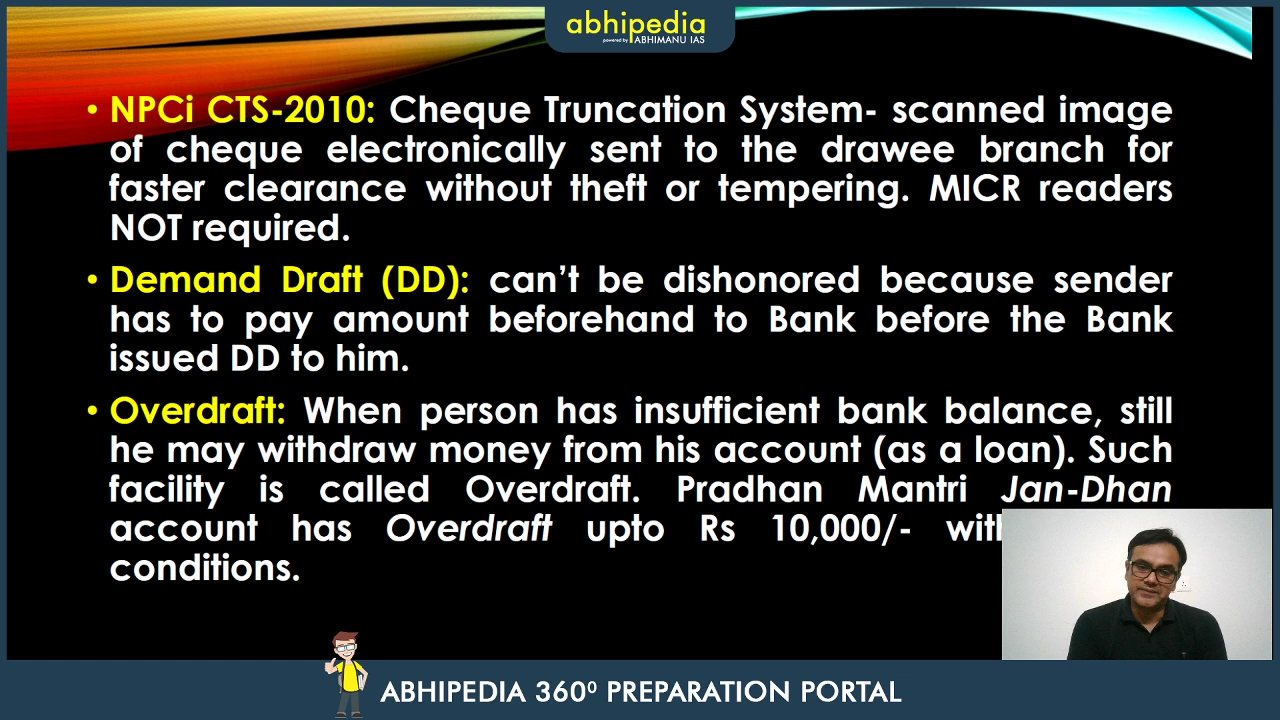 abhipedia
powered by ABHIMANU IAS
• NPCi CTS-2010: Cheque Truncation System- scanned image
of cheque electronically sent to the drawee branch for
faster clearance without theft or tempering. MICR readers
NOT required.
• Demand Draft (DD): can't be dishonored because sender
has to pay amount beforehand to Bank before the Bank
issued DD to him.
• Overdraft: When person has insufficient bank balance, still
he may withdraw money from his account (as a loan). Such
facility is called Overdraft. Pradhan Mantri Jan-Dhan
account has Overdraft upto Rs 10,000/-
conditions.
ABHIPEDIA 360⁰ PREPARATION PORTAL